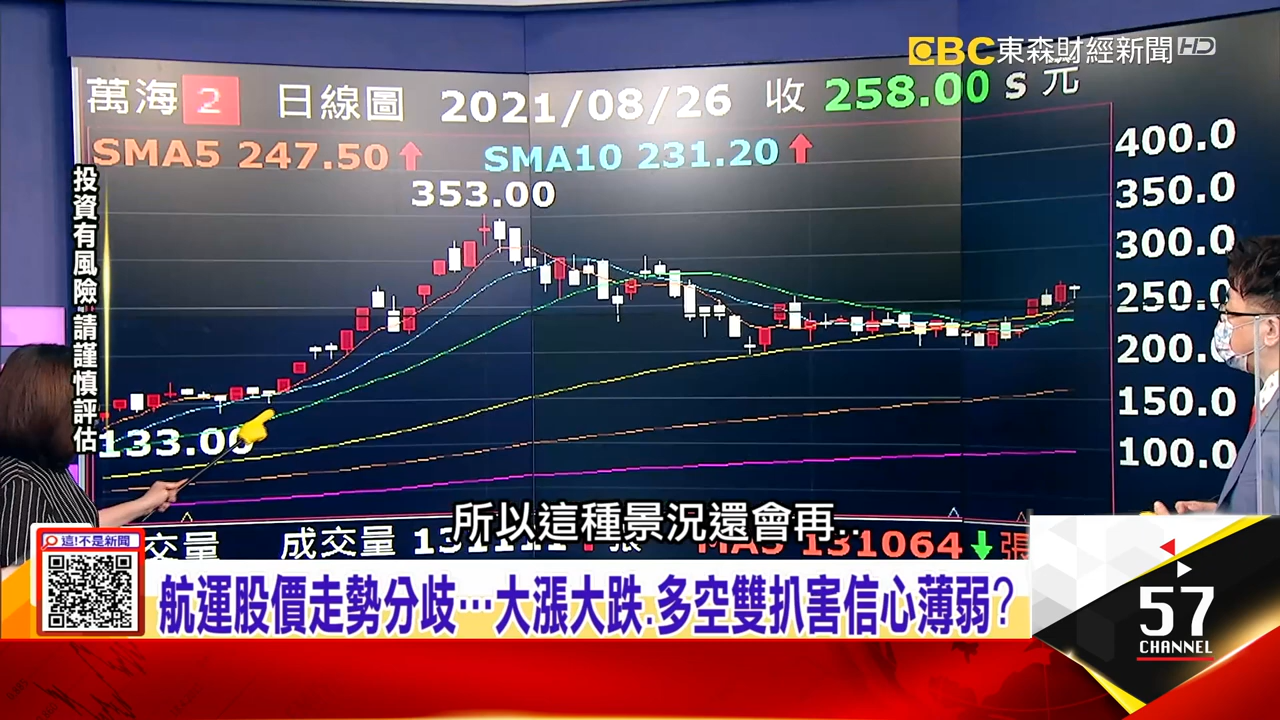 EBC東森財經新聞HD
萬海 2 日線圖 2021/08/26 收 258.00 s 元
SMA5 247.50↑ SMA10 231.20↑
353.00
400.0
350.0
300.0
250.0
200.0
150.0
100.0
133.00
投資有風險 請謹慎評估
所以這種景況還會再...
交量 成交量 張 MA5 131064↓張
這!不是新聞
航運股價走勢分歧…大漲大跌.多空雙扒害信心薄弱?
57
CHANNEL